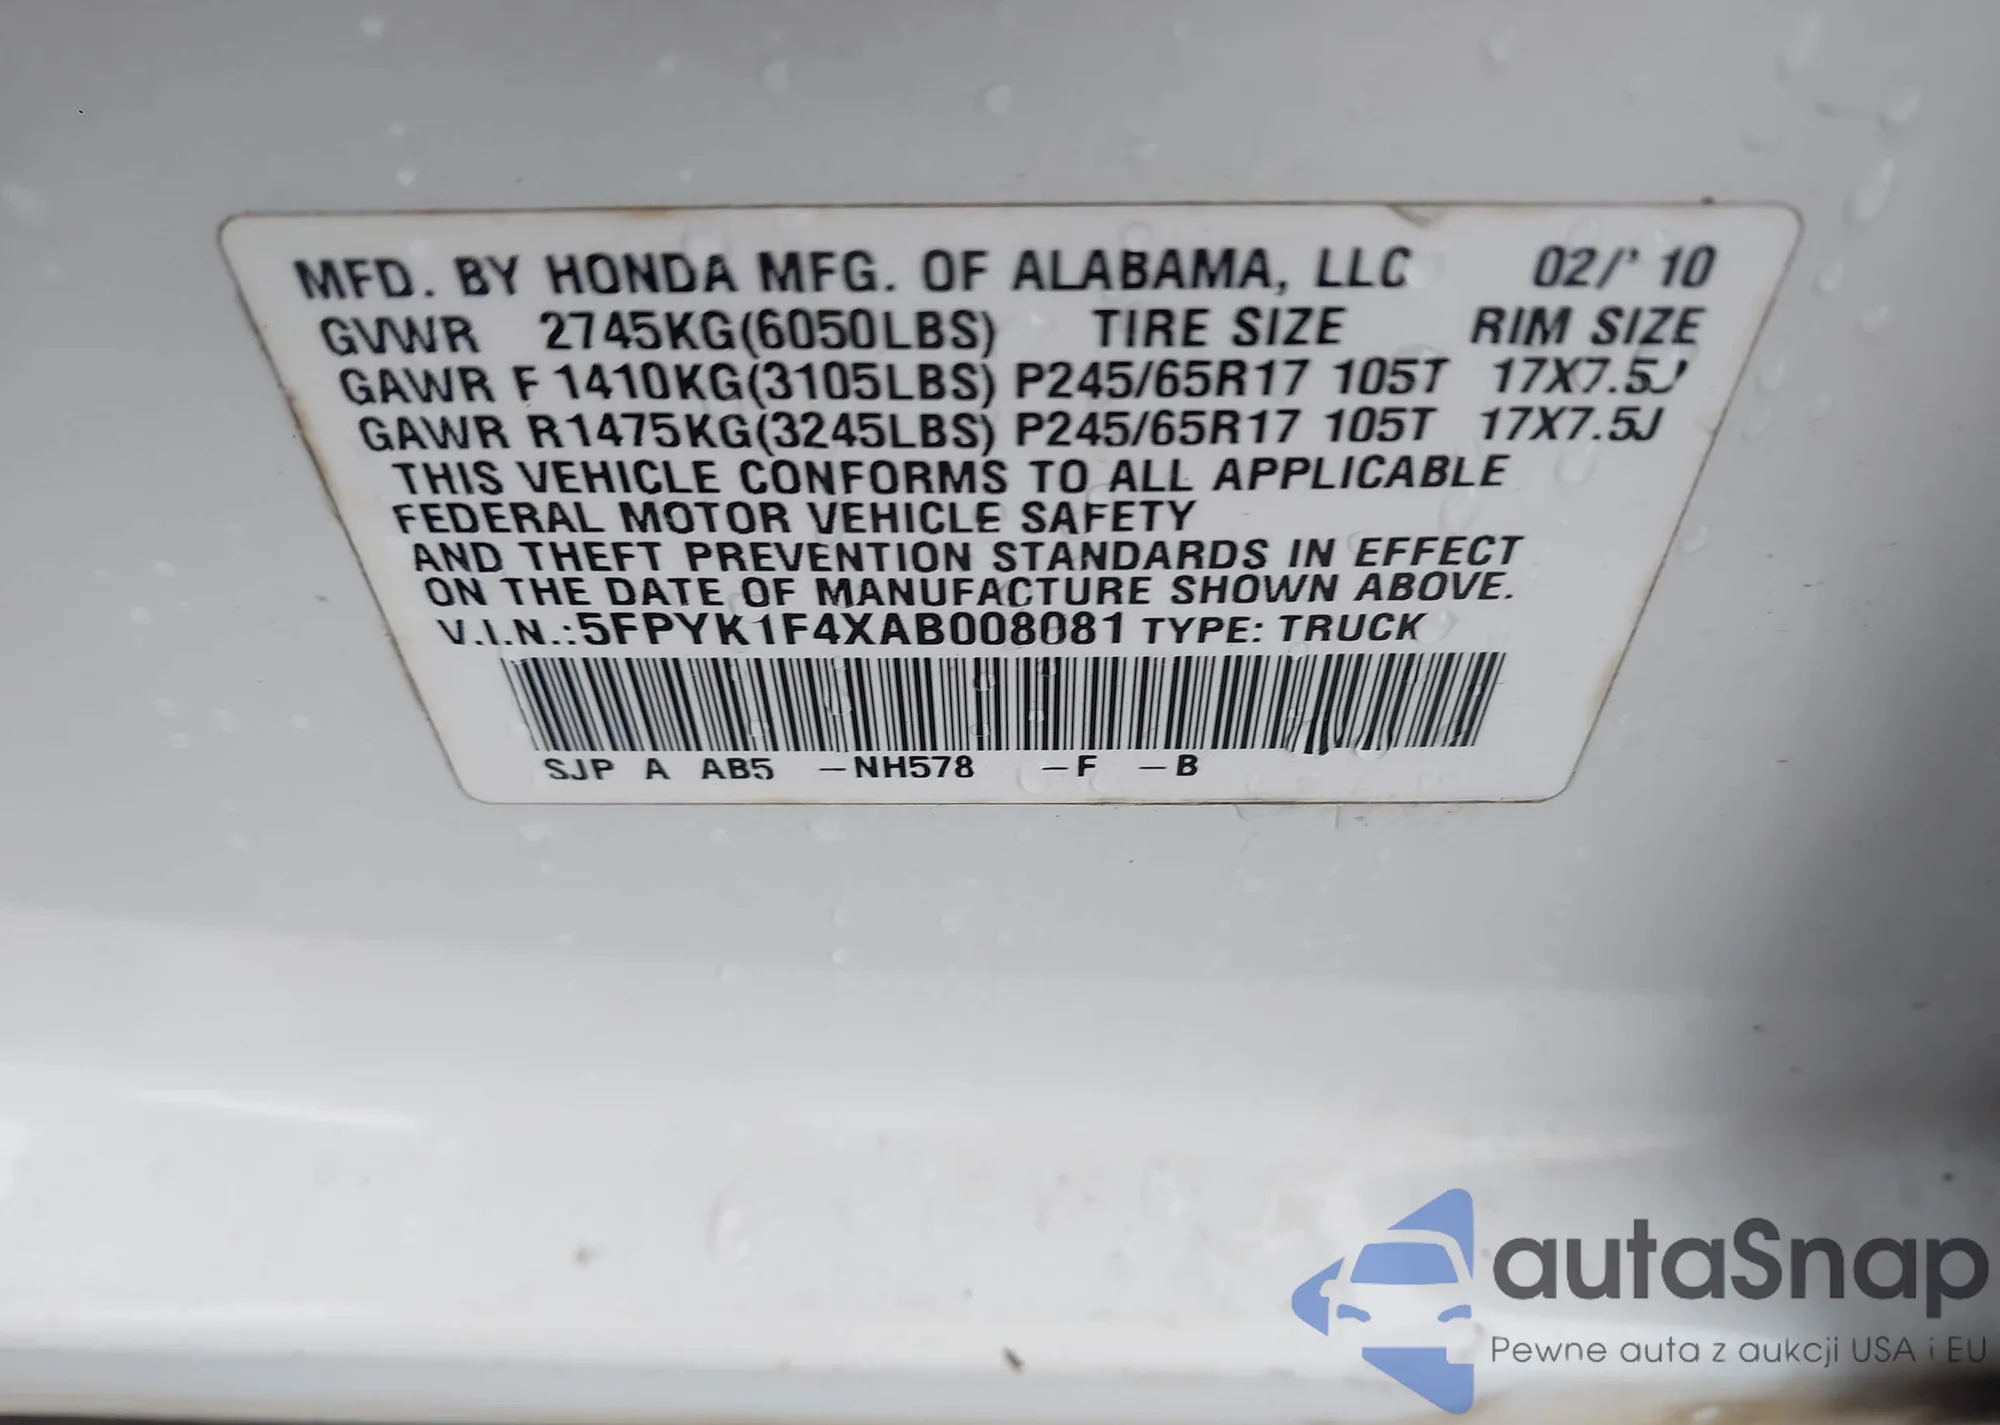 MFD. BY HONDA MFG. OF ALABAMA, LLC 02/'10
GVWR 2745KG(6050LBS) TIRE SIZE RIM SIZE
GAWR F 1410KG(3105LBS) P245/65R17 105T 17X7.5J
GAWR R1475KG(3245LBS) P245/65R17 105T 17X7.5J
THIS VEHICLE CONFORMS TO ALL APPLICABLE
FEDERAL MOTOR VEHICLE SAFETY
AND THEFT PREVENTION STANDARDS IN EFFECT
ON THE DATE OF MANUFACTURE SHOWN ABOVE.
V.I.N.:5FPYK1F4XAB008081 TYPE: TRUCK
SJP A AB5 –NH578 –F –B
autaSnap
Pewne auta z aukcji USA i EU